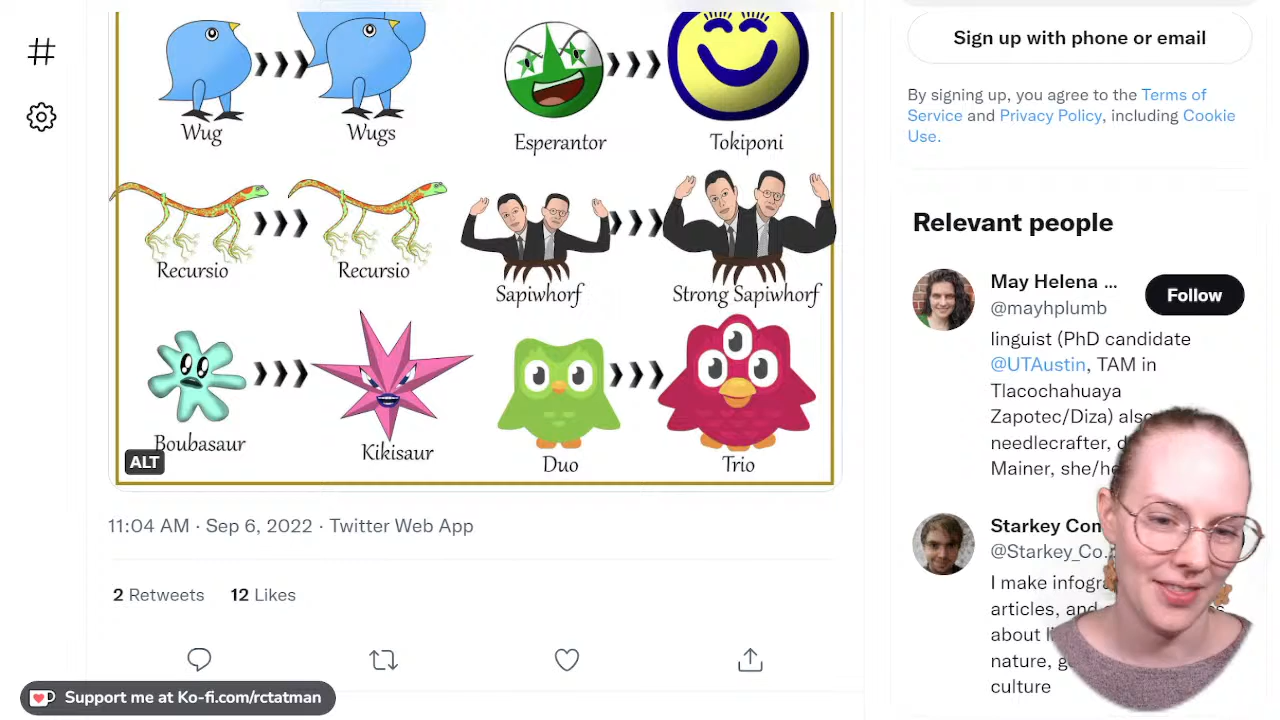 Wug
Wugs
Esperantor
Tokiponi
Recursio
Recursio
Sapiwhorf
Strong Sapiwhorf
Boubasaur
Kikisaur
Duo
Trio
ALT
11:04 AM · Sep 6, 2022 · Twitter Web App
2 Retweets 12 Likes
Support me at Ko-fi.com/rctatman
Sign up with phone or email
By signing up, you agree to the Terms of
Service and Privacy Policy, including Cookie
Use.
Relevant people
May Helena ...
@mayhplumb
Follow
linguist (PhD candidate
@UTAustin, TAM in
Tlacochahuaya
Zapotec/Diza) also
needlecrafter,
Mainer, she/he
Starkey Com
@Starkey_Co...
I make infogra
articles, and
about
nature,
culture